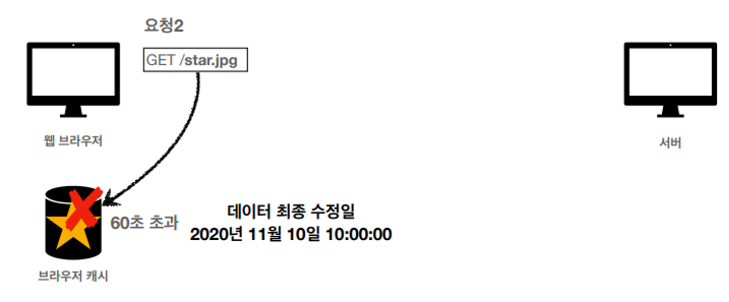 요청2
GET /star.jpg
웹 브라우저
서버
60초 초과
데이터 최종 수정일
2020년 11월 10일 10:00:00
브라우저 캐시